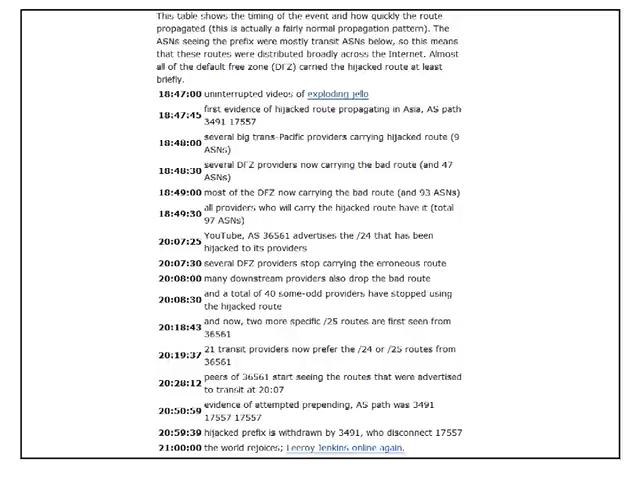 This table shows the timing of the event and how quickly the route
propagated (this is actually a fairly normal propagation pattern). The
ASNs seeing the prefix were mostly transit ASNs below, so this means
that these routes were distributed broadly across the Internet. Almost
all of the default free zone (DFZ) carried the hijacked route at least
briefly.
18:47:00 uninterrupted videos of exploding jello
18:47:45 first evidence of hijacked route propagating in Asia, AS path
3491 17557
18:48:00 several big trans-Pacific providers carrying hijacked route (9
ASNs)
18:48:30 several DFZ providers now carrying the bad route (and 47
ASNs)
18:49:00 most of the DFZ now carrying the bad route (and 93 ASNs)
18:49:30 all providers who will carry the hijacked route have it (total
97 ASNs)
20:07:25 YouTube, AS 36561 advertises the /24 that has been
hijacked to its providers
20:07:30 several DFZ providers stop carrying the erroneous route
20:08:00 many downstream providers also drop the bad route
20:08:30 and a total of 40 some-odd providers have stopped using
the hijacked route
20:18:43 and now, two more specific /25 routes are first seen from
36561
20:19:37 21 transit providers now prefer the /24 or /25 routes from
36561
20:28:12 peers of 36561 start seeing the routes that were advertised
to transit at 20:07
20:50:59 evidence of attempted prepending, AS path was 3491
17557 17557
20:59:39 hijacked prefix is withdrawn by 3491, who disconnect 17557
21:00:00 the world rejoices; Leeroy Jenkins online again.